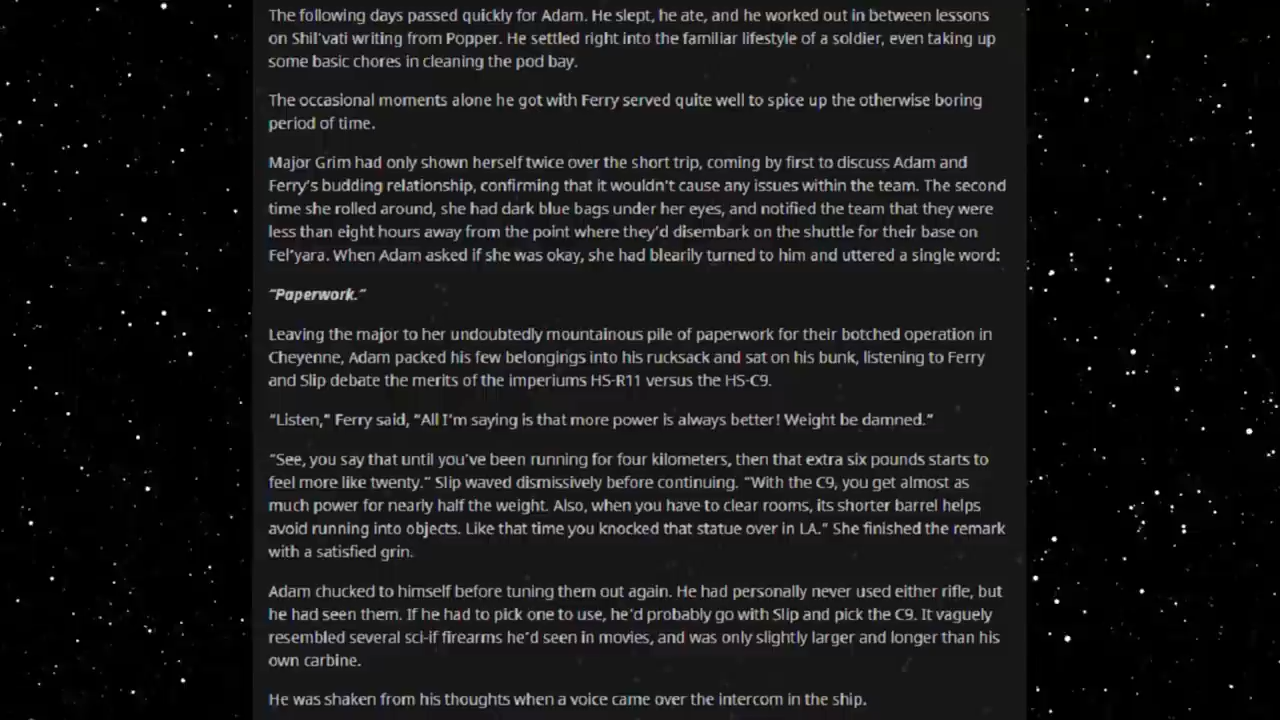 The following days passed quickly for Adam. He slept, he ate, and he worked out in between lessons
on Shil'vati writing from Popper. He settled right into the familiar lifestyle of a soldier, even taking up
some basic chores in cleaning the pod bay.
The occasional moments alone he got with Ferry served quite well to spice up the otherwise boring
period of time.
Major Grim had only shown herself twice over the short trip, coming by first to discuss Adam and
Ferry's budding relationship, confirming that it wouldn't cause any issues within the team. The second
time she rolled around, she had dark blue bags under her eyes, and notified the team that they were
less than eight hours away from the point where they'd disembark on the shuttle for their base on
Fel'yara. When Adam asked if she was okay, she had blearily turned to him and uttered a single word:
“Paperwork.”
Leaving the major to her undoubtedly mountainous pile of paperwork for their botched operation in
Cheyenne, Adam packed his few belongings into his rucksack and sat on his bunk, listening to Ferry
and Slip debate the merits of the imperiums HS-R11 versus the HS-C9.
“Listen,” Ferry said, “All I'm saying is that more power is always better! Weight be damned.”
“See, you say that until you've been running for four kilometers, then that extra six pounds starts to
feel more like twenty.” Slip waved dismissively before continuing. “With the C9, you get almost as
much power for nearly half the weight. Also, when you have to clear rooms, its shorter barrel helps
avoid running into objects. Like that time you knocked that statue over in LA.” She finished the remark
with a satisfied grin.
Adam chucked to himself before tuning them out again. He had personally never used either rifle, but
he had seen them. If he had to pick one to use, he'd probably go with Slip and pick the C9. It vaguely
resembled several sci-if firearms he'd seen in movies, and was only slightly larger and longer than his
own carbine.
He was shaken from his thoughts when a voice came over the intercom in the ship.